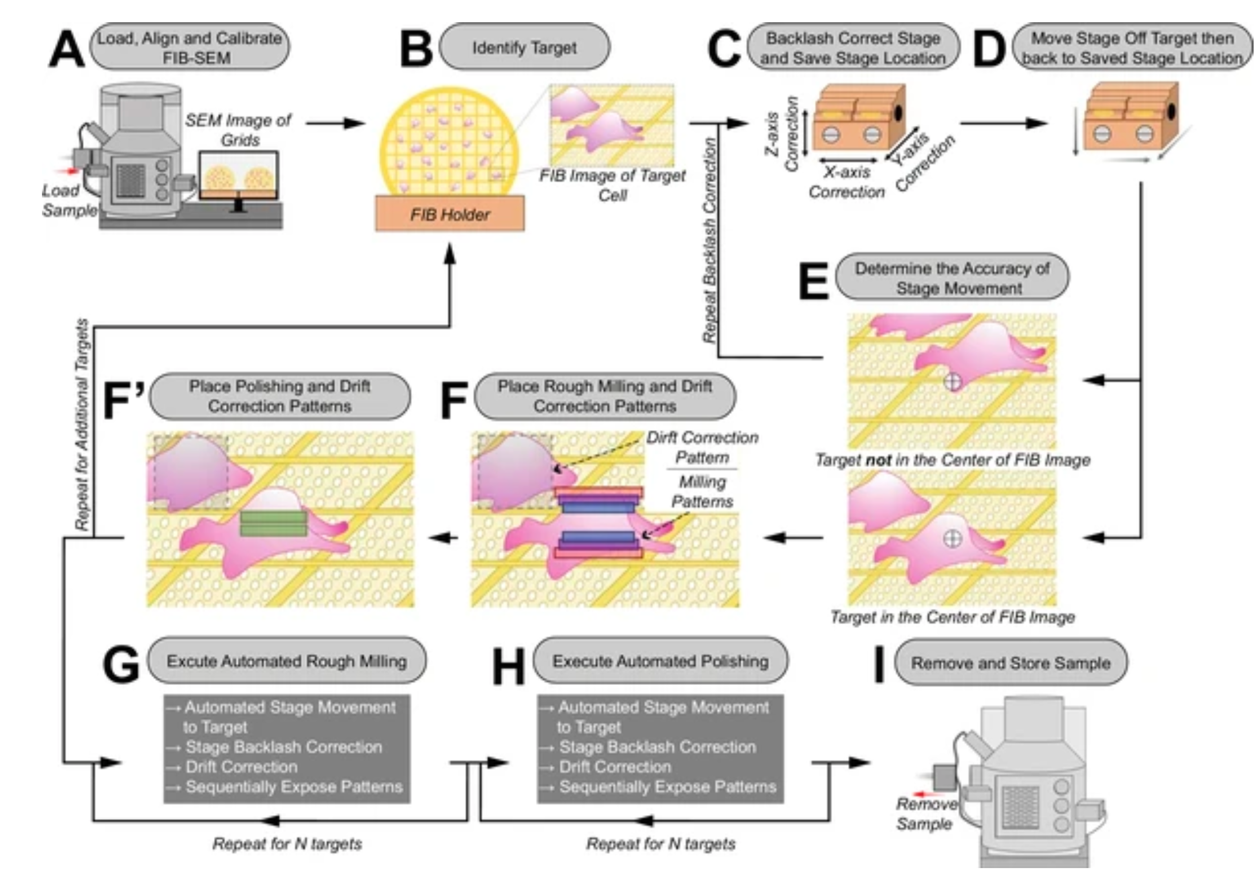 A
Load, Align and Calibrate
FIB-SEM
SEM Image of
Grids
Load
Sample
B
Identify Target
FIB Image of Target
Cell
FIB Holder
C
Backlash Correct Stage
and Save Stage Location
Z-axis
Correction
X-axis
Correction
Y-axis
Correction
D
Move Stage Off Target then
back to Saved Stage Location
Repeat Backlash Correction
E
Determine the Accuracy of
Stage Movement
Target not in the Center of FIB Image
Target in the Center of FIB Image
F
Place Rough Milling and Drift
Correction Patterns
Dirft Correction
Pattern
Milling
Patterns
F'
Place Polishing and Drift
Correction Patterns
Repeat for Additional Targets
G
Excute Automated Rough Milling
→ Automated Stage Movement
to Target
→ Stage Backlash Correction
→ Drift Correction
→ Sequentially Expose Patterns
Repeat for N targets
H
Execute Automated Polishing
→ Automated Stage Movement
to Target
→ Stage Backlash Correction
→ Drift Correction
→ Sequentially Expose Patterns
Repeat for N targets
I
Remove and Store Sample
Remove
Sample